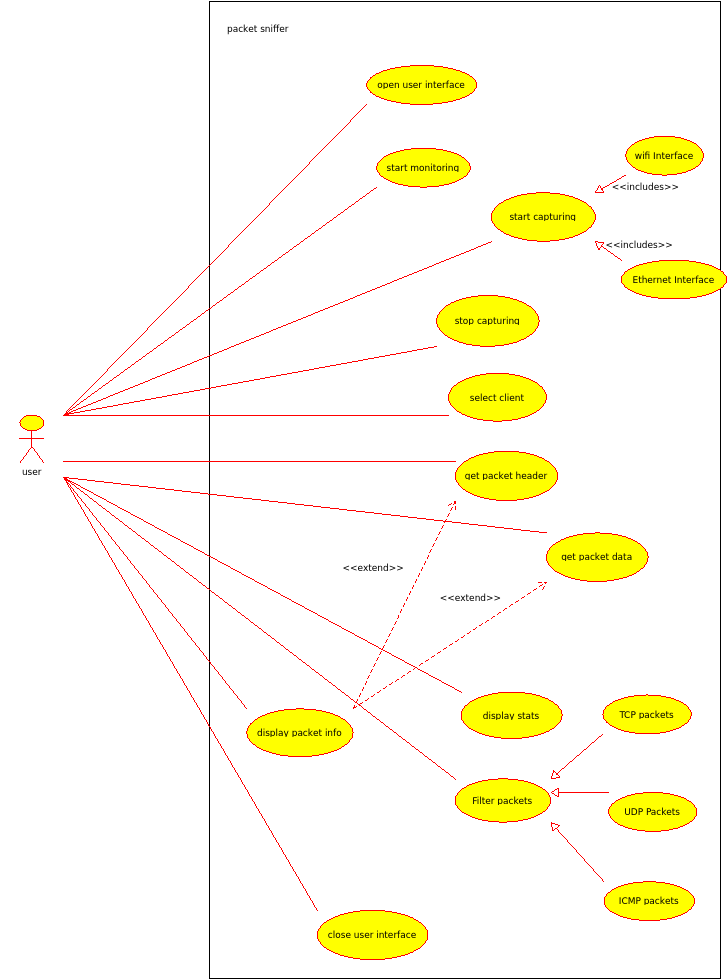 packet sniffer
open user interface
wifi Interface
start monitoring
<<includes>>
start capturing
<<includes>>
Ethernet Interface
stop capturing
select client
user
get packet header
get packet data
<<extend>>
<<extend>>
display stats
TCP packets
display packet info
Filter packets
UDP Packets
ICMP packets
close user interface